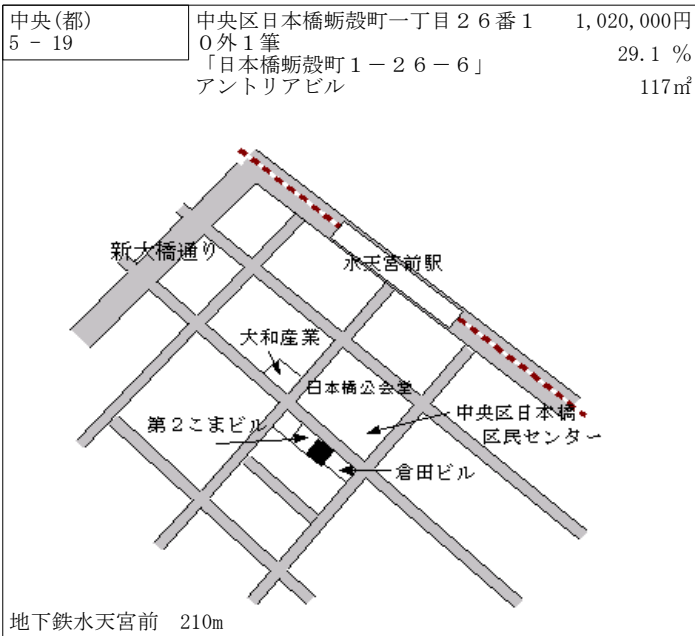 中央(都)
5 - 19
中央区日本橋蛎殻町一丁目２６番１
０外１筆
「日本橋蛎殻町１－２６－６」
アントリアビル
1,020,000円
29.1 %
117㎡
新大橋通り
水天宮前駅
大和産業
日本橋公会堂
第２こまビル
中央区日本橋
区民センター
倉田ビル
地下鉄水天宮前 210m